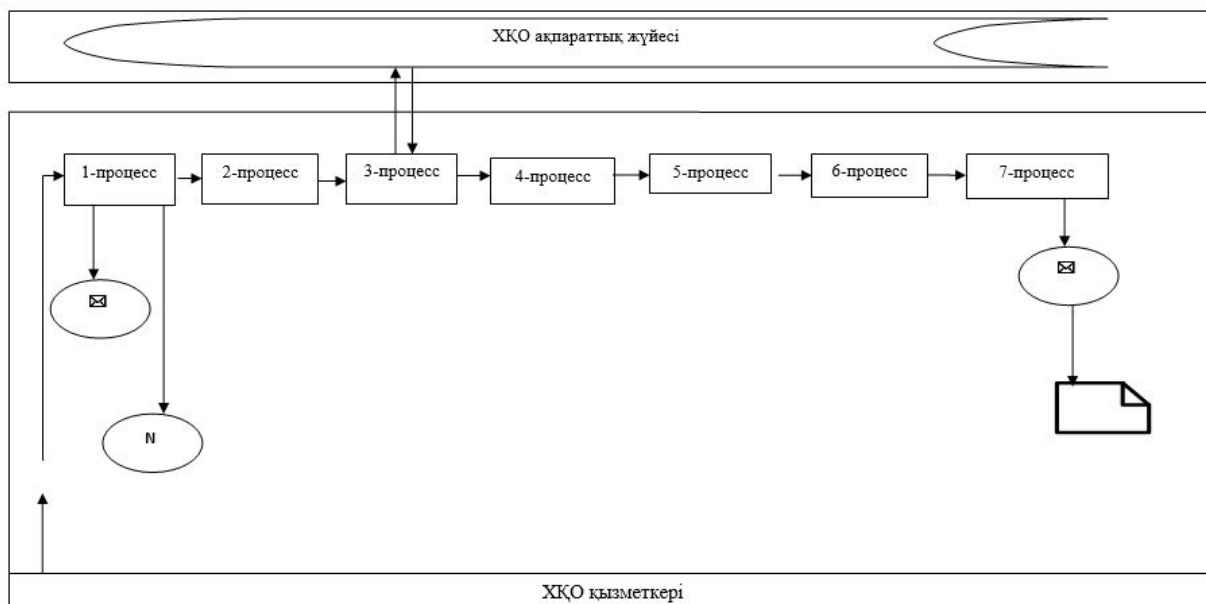 ХҚО ақпараттық жүйесі
1-процесс
2-процесс
3-процесс
4-процесс
5-процесс
6-процесс
7-процесс
N
ХҚО қызметкері